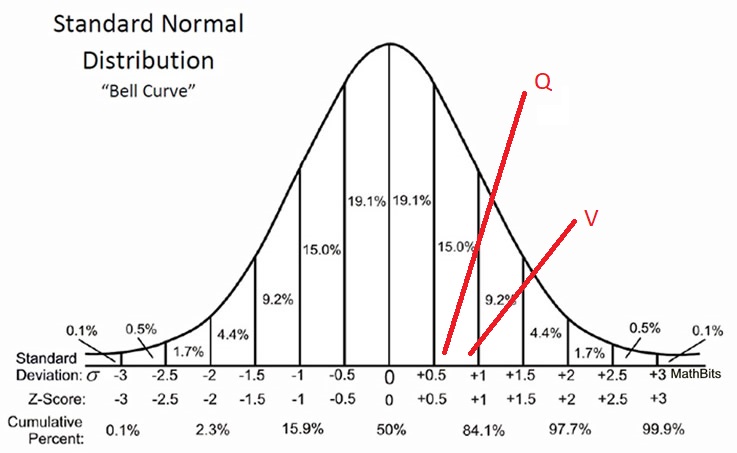 Standard Normal
Distribution
“Bell Curve”
Q
V
19.1% 19.1%
15.0% 15.0%
9.2% 9.2%
4.4% 4.4%
0.1% 0.5% 1.7% 1.7% 0.5% 0.1%
Standard
Deviation: σ -3 -2.5 -2 -1.5 -1 -0.5 0 +0.5 +1 +1.5 +2 +2.5 +3 MathBits
Z-Score: -3 -2.5 -2 -1.5 -1 -0.5 0 +0.5 +1 +1.5 +2 +2.5 +3
Cumulative
Percent: 0.1% 2.3% 15.9% 50% 84.1% 97.7% 99.9%